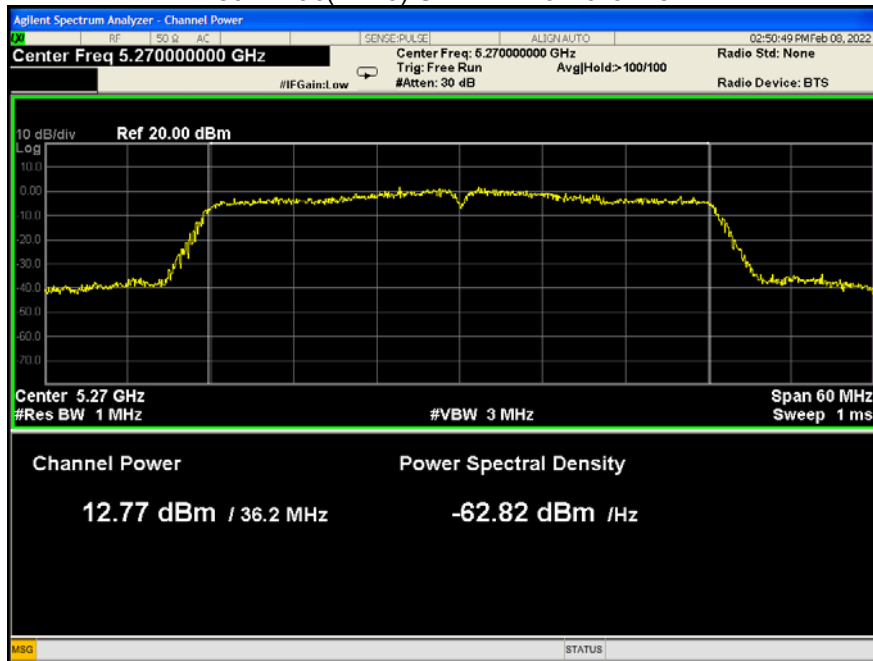 Agilent Spectrum Analyzer - Channel Power
LXI RF 50 Ω AC SENSE:PULSE ALIGN AUTO 02:50:49 PM Feb 08, 2022
Center Freq 5.270000000 GHz Center Freq: 5.270000000 GHz Radio Std: None
Trig: Free Run Avg|Hold:>100/100
#IFGain:Low #Atten: 30 dB Radio Device: BTS
10 dB/div Ref 20.00 dBm
Log
10.0
0.00
-10.0
-20.0
-30.0
-40.0
-50.0
-60.0
-70.0
Center 5.27 GHz Span 60 MHz
#Res BW 1 MHz #VBW 3 MHz Sweep 1 ms
Channel Power Power Spectral Density
12.77 dBm / 36.2 MHz -62.82 dBm /Hz
MSG STATUS